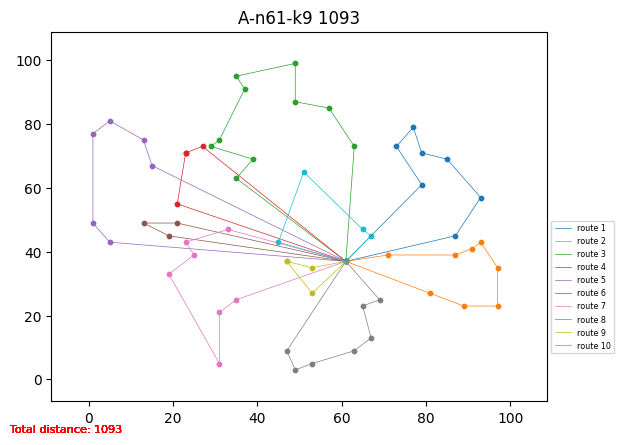 A-n61-k9 1093
100
80
60
40
20
0
0 20 40 60 80 100
route 1
route 2
route 3
route 4
route 5
route 6
route 7
route 8
route 9
route 10
Total distance: 1093